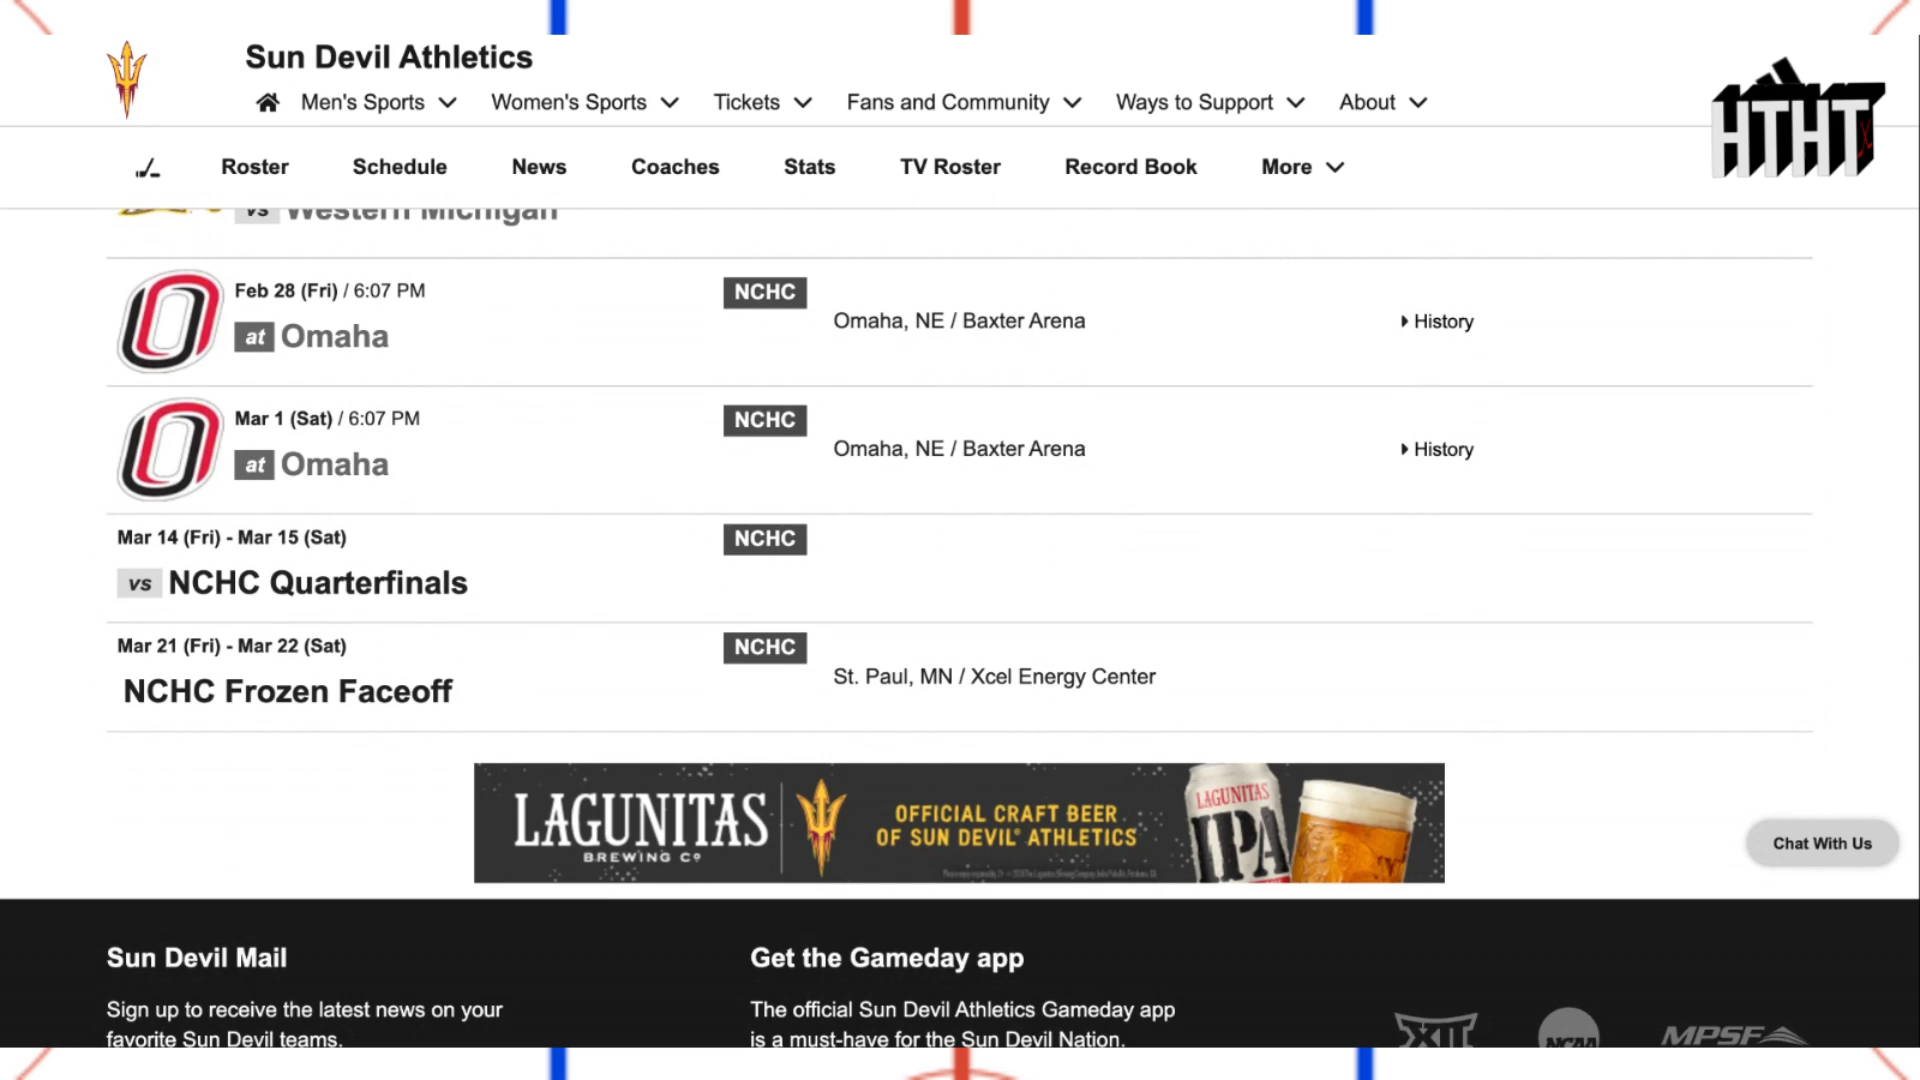 Sun Devil Athletics
Men's Sports Women's Sports Tickets Fans and Community Ways to Support About
HTHT
Roster Schedule News Coaches Stats TV Roster Record Book More
vs Western Michigan
Feb 28 (Fri) / 6:07 PM
NCHC
at Omaha
Omaha, NE / Baxter Arena
History
Mar 1 (Sat) / 6:07 PM
NCHC
at Omaha
Omaha, NE / Baxter Arena
History
Mar 14 (Fri) - Mar 15 (Sat)
NCHC
vs NCHC Quarterfinals
Mar 21 (Fri) - Mar 22 (Sat)
NCHC
NCHC Frozen Faceoff
St. Paul, MN / Xcel Energy Center
LAGUNITAS
BREWING Co
OFFICIAL CRAFT BEER
OF SUN DEVIL® ATHLETICS
LAGUNITAS
IPA
Chat With Us
Sun Devil Mail
Sign up to receive the latest news on your
favorite Sun Devil teams.
Get the Gameday app
The official Sun Devil Athletics Gameday app
is a must-have for the Sun Devil Nation.
XII
NCAA
MPSF